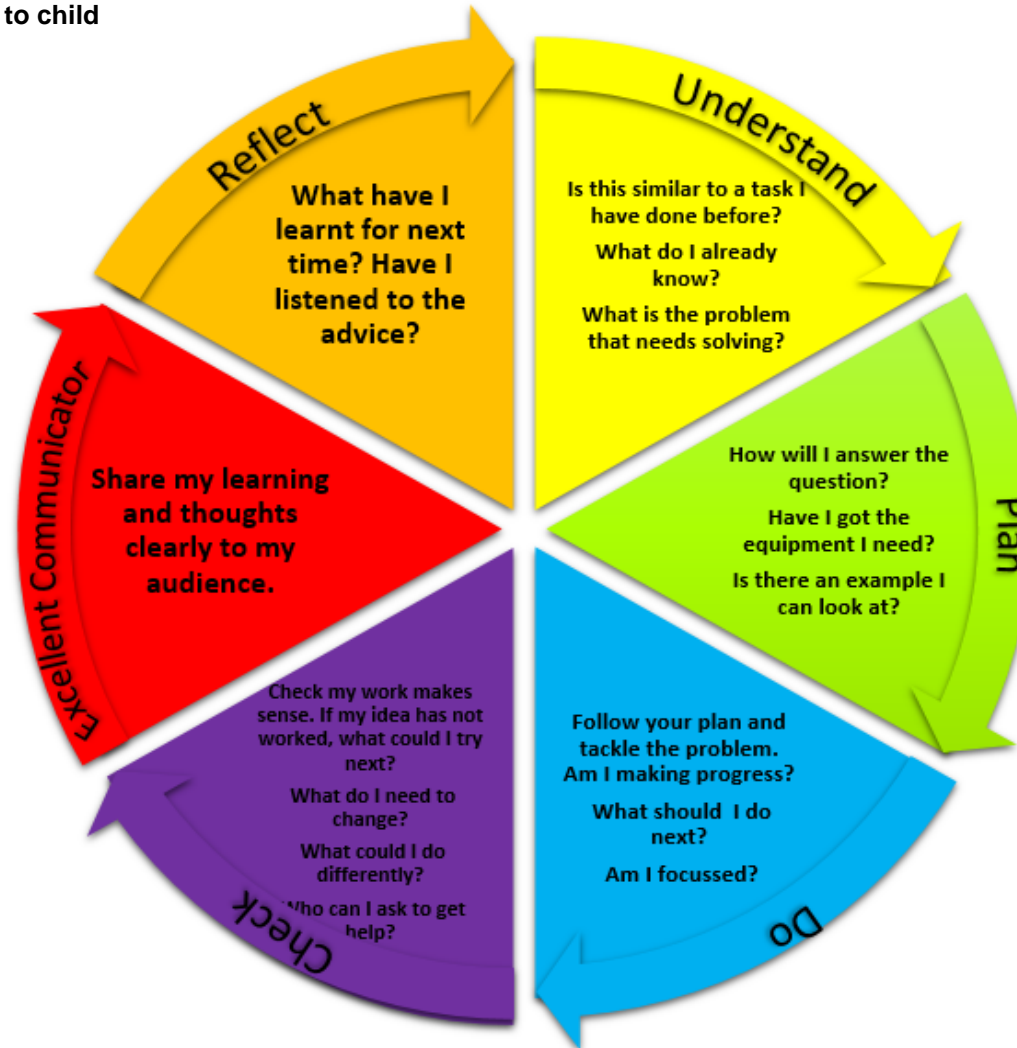 to child
Understand
Is this similar to a task I
have done before?
What do I already
know?
What is the problem
that needs solving?
Plan
How will I answer the
question?
Have I got the
equipment I need?
Is there an example I
can look at?
Do
Follow your plan and
tackle the problem.
Am I making progress?
What should I do
next?
Am I focussed?
Check
Check my work makes
sense. If my idea has not
worked, what could I try
next?
What do I need to
change?
What could I do
differently?
Who can I ask to get
help?
Excellent Communicator
Share my learning
and thoughts
clearly to my
audience.
Reflect
What have I
learnt for next
time? Have I
listened to the
advice?